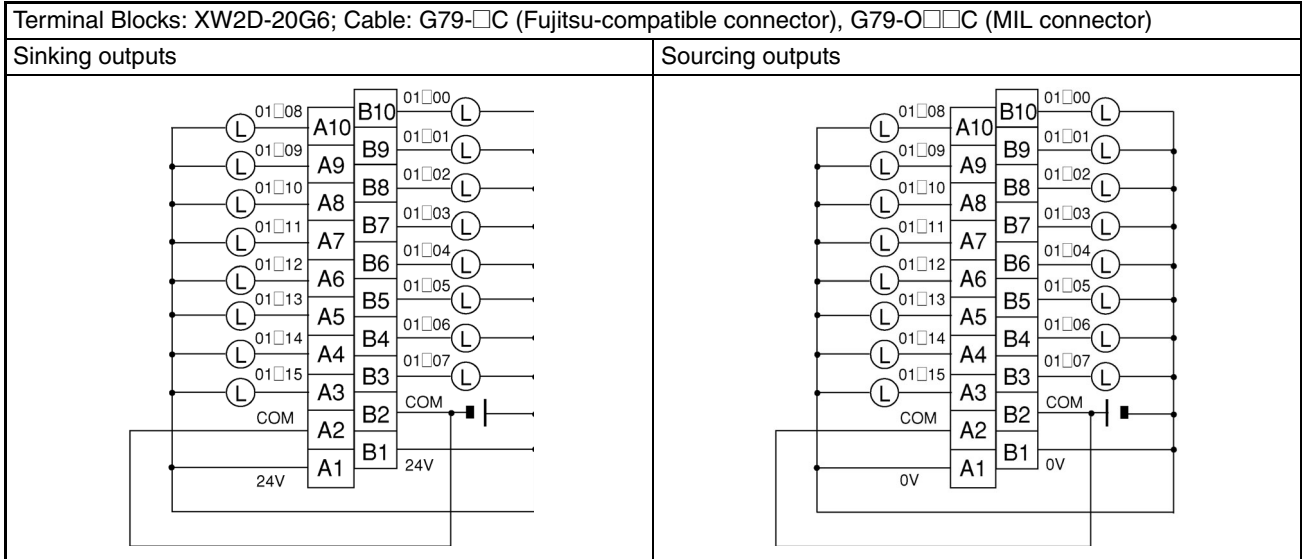 Terminal Blocks: XW2D-20G6; Cable: G79-□C (Fujitsu-compatible connector), G79-O□□C (MIL connector)
Sinking outputs
01□08 A10 B10 01□00
L L
01□09 A9 B9 01□01
L L
01□10 A8 B8 01□02
L L
01□11 A7 B7 01□03
L L
01□12 A6 B6 01□04
L L
01□13 A5 B5 01□05
L L
01□14 A4 B4 01□06
L L
01□15 A3 B3 01□07
L L
COM A2 B2 COM
24V A1 B1 24V
Sourcing outputs
01□08 A10 B10 01□00
L L
01□09 A9 B9 01□01
L L
01□10 A8 B8 01□02
L L
01□11 A7 B7 01□03
L L
01□12 A6 B6 01□04
L L
01□13 A5 B5 01□05
L L
01□14 A4 B4 01□06
L L
01□15 A3 B3 01□07
L L
COM A2 B2 COM
0V A1 B1 0V